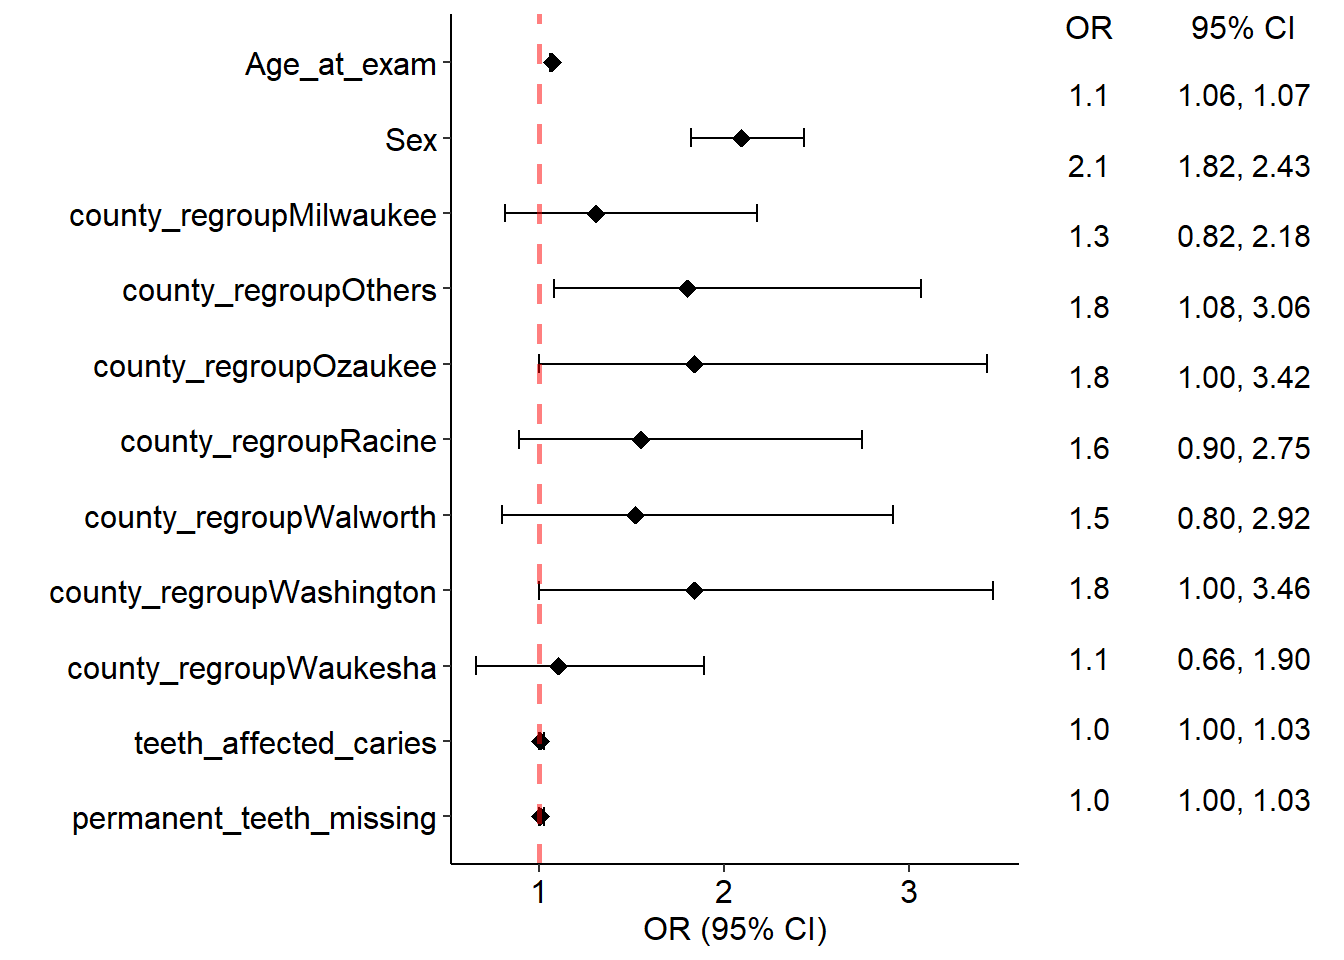 OR 95% CI
Age_at_exam
1.1 1.06, 1.07
Sex
2.1 1.82, 2.43
county_regroupMilwaukee
1.3 0.82, 2.18
county_regroupOthers
1.8 1.08, 3.06
county_regroupOzaukee
1.8 1.00, 3.42
county_regroupRacine
1.6 0.90, 2.75
county_regroupWalworth
1.5 0.80, 2.92
county_regroupWashington
1.8 1.00, 3.46
county_regroupWaukesha
1.1 0.66, 1.90
teeth_affected_caries
1.0 1.00, 1.03
permanent_teeth_missing
1.0 1.00, 1.03
1 2 3
OR (95% CI)